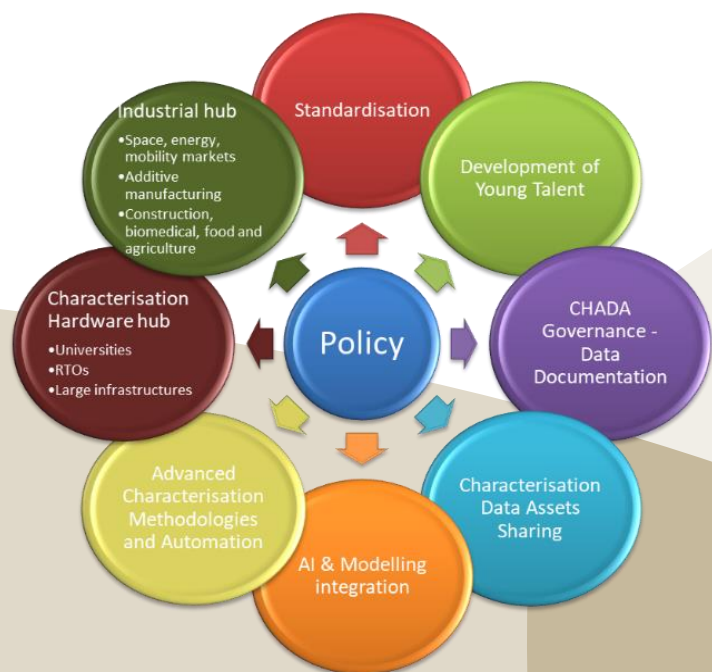 Standardisation
Development of
Young Talent
CHADA
Governance -
Data
Documentation
Characterisation
Data Assets
Sharing
AI & Modelling
integration
Advanced
Characterisation
Methodologies
and Automation
Characterisation
Hardware hub
•Universities
•RTOs
•Large infrastructures
Industrial hub
•Space, energy,
mobility markets
•Additive
manufacturing
•Construction,
biomedical, food and
agriculture
Policy